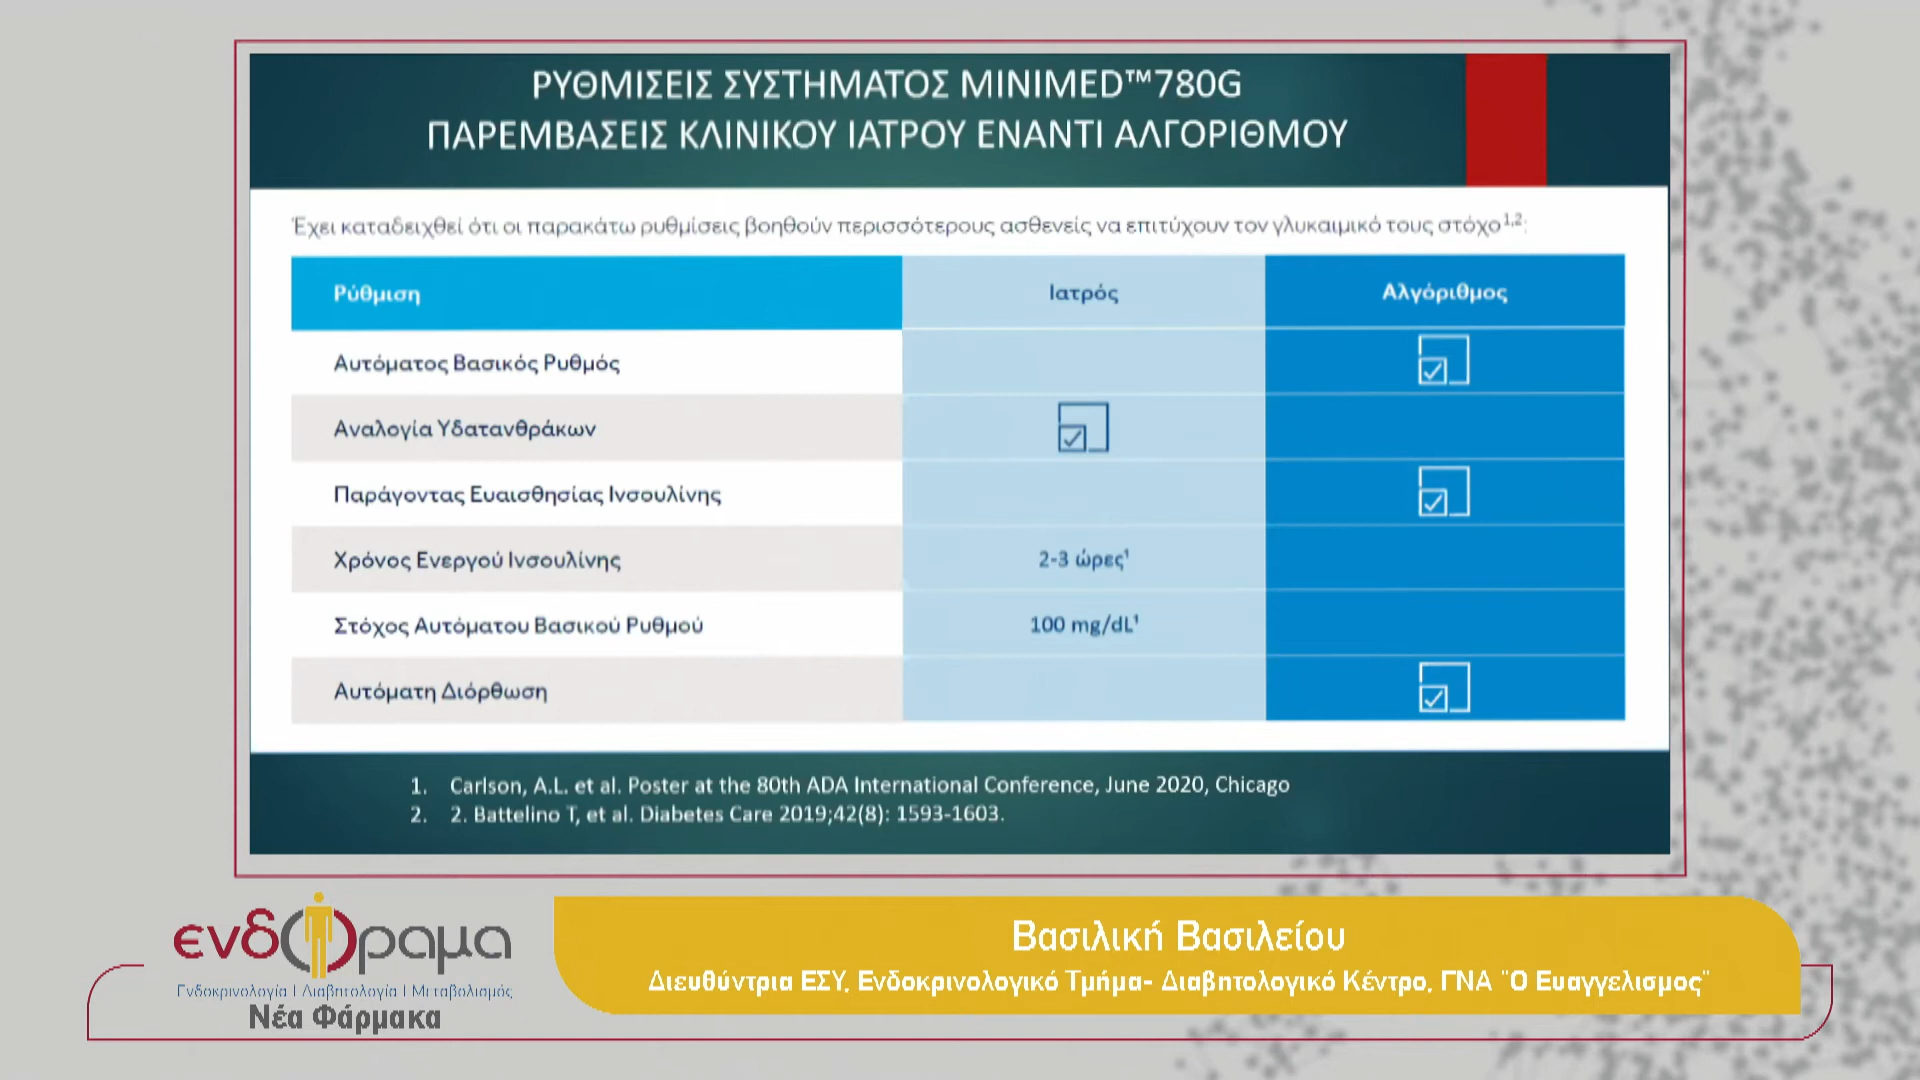 ΡΥΘΜΙΣΕΙΣ ΣΥΣΤΗΜΑΤΟΣ MINIMED™780G
ΠΑΡΕΜΒΑΣΕΙΣ ΚΛΙΝΙΚΟΥ ΙΑΤΡΟΥ ΕΝΑΝΤΙ ΑΛΓΟΡΙΘΜΟΥ
Έχει καταδειχθεί ότι οι παρακάτω ρυθμίσεις βοηθούν περισσότερους ασθενείς να επιτύχουν τον γλυκαιμικό τους στόχο¹,²:
Ρύθμιση Ιατρός Αλγόριθμος
Αυτόματος Βασικός Ρυθμός
Αναλογία Υδατανθράκων
Παράγοντας Ευαισθησίας Ινσουλίνης
Χρόνος Ενεργού Ινσουλίνης 2-3 ώρες¹
Στόχος Αυτόματου Βασικού Ρυθμού 100 mg/dL¹
Αυτόματη Διόρθωση
1. Carlson, A.L. et al. Poster at the 80th ADA International Conference, June 2020, Chicago
2. 2. Battelino T, et al. Diabetes Care 2019;42(8): 1593-1603.
ενδόραμα
Ενδοκρινολογία | Διαβητολογία | Μεταβολισμός
Νέα Φάρμακα
Βασιλική Βασιλείου
Διευθύντρια ΕΣΥ, Ενδοκρινολογικό Τμήμα- Διαβητολογικό Κέντρο, ΓΝΑ "Ο Ευαγγελισμος"